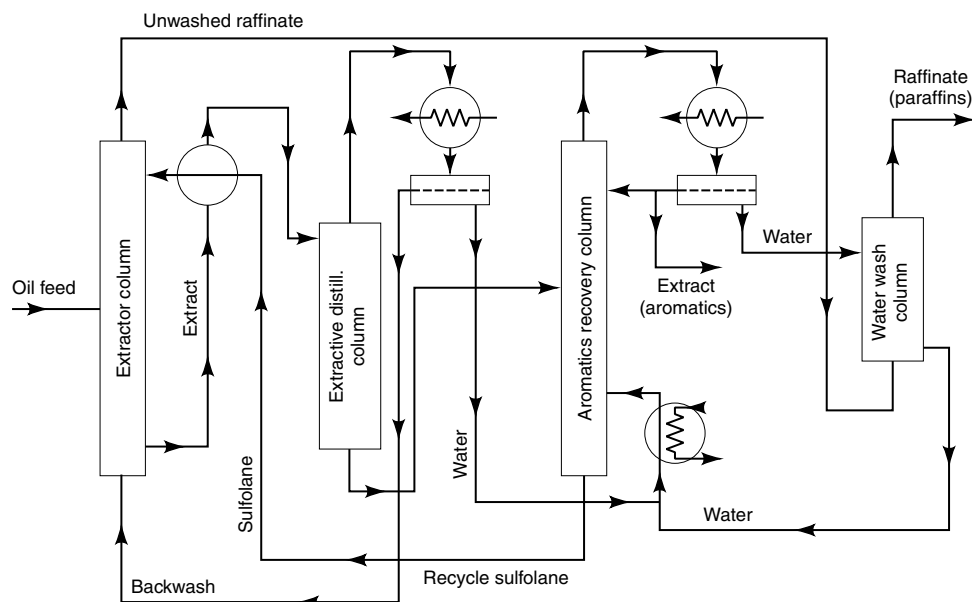 Unwashed raffinate
Raffinate
(paraffins)
Oil feed
Extractor column
Extract
Extractive distill.
column
Aromatics recovery column
Extract
(aromatics)
Water
Water wash
column
Sulfolane
Water
Water
Recycle sulfolane
Backwash